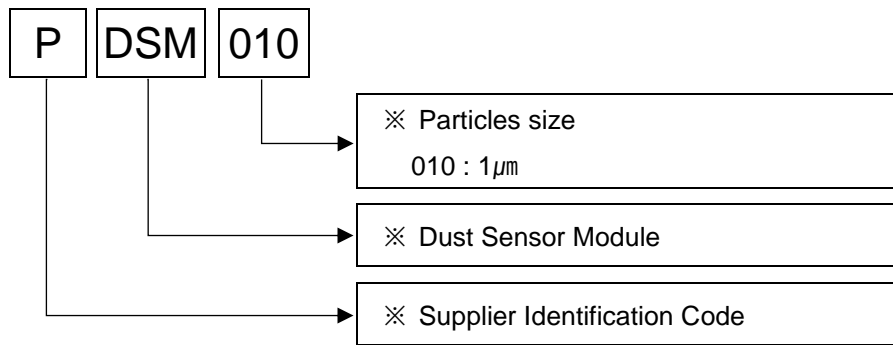 P DSM 010
※ Particles size
010 : 1㎛
※ Dust Sensor Module
※ Supplier Identification Code